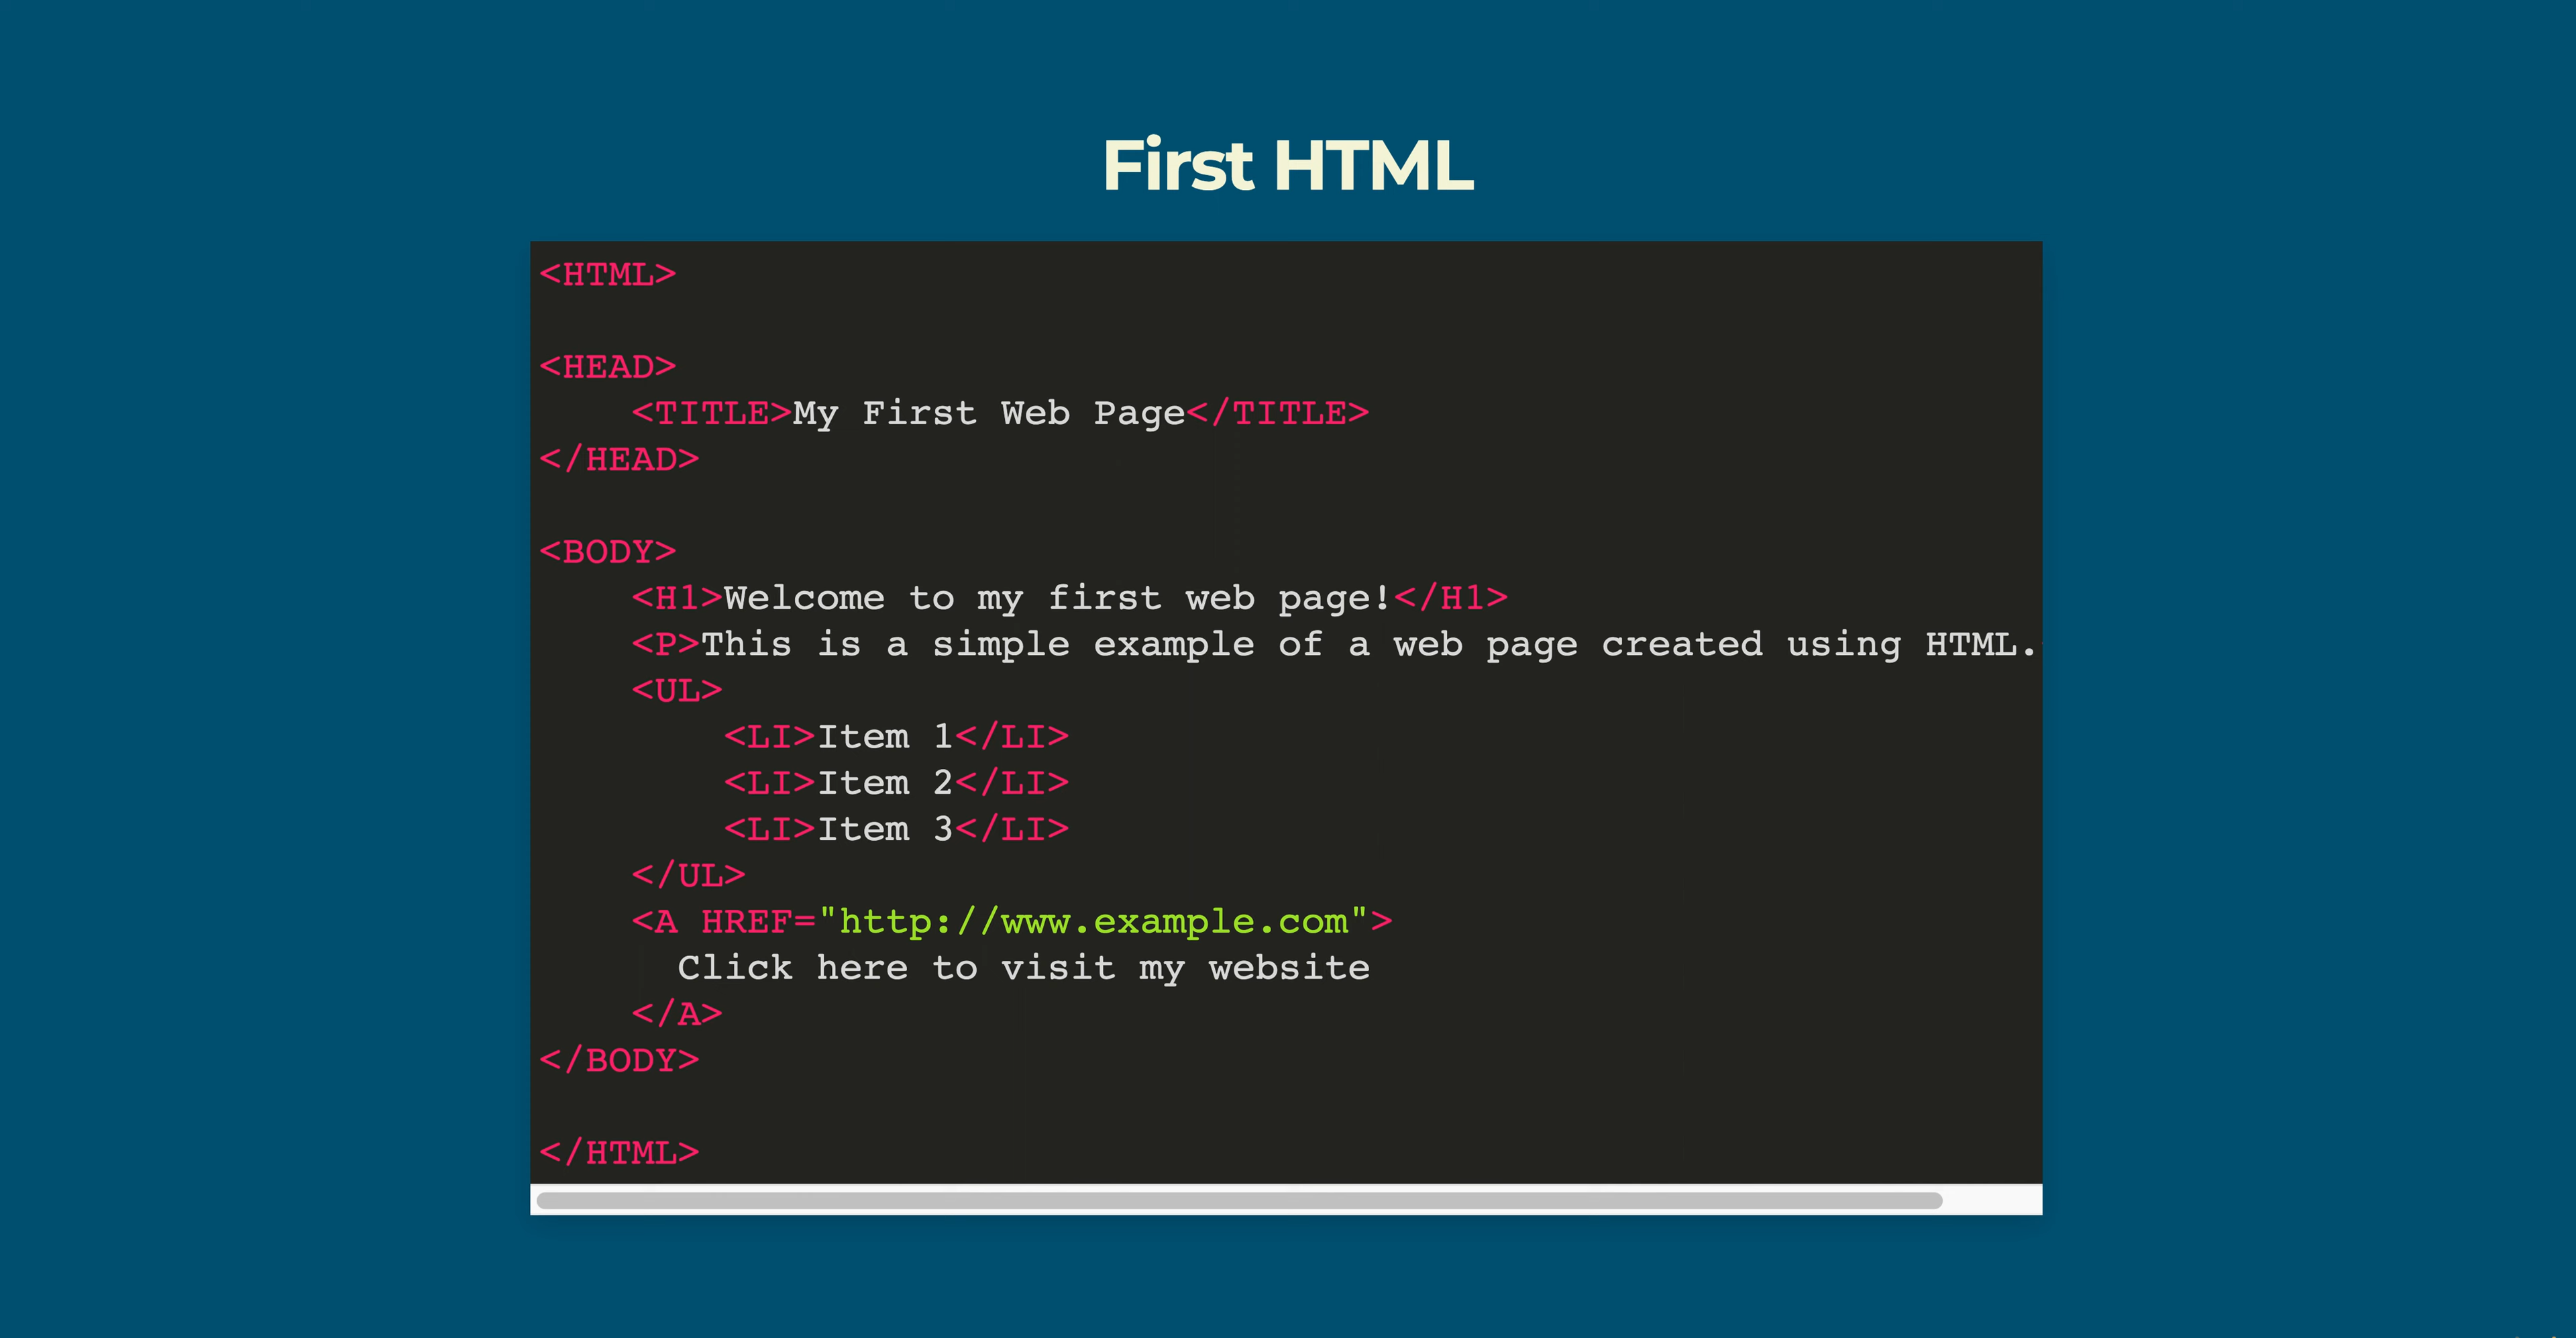 First HTML
<HTML>
<HEAD>
<TITLE>My First Web Page</TITLE>
</HEAD>
<BODY>
<H1>Welcome to my first web page!</H1>
<P>This is a simple example of a web page created using HTML.
<UL>
<LI>Item 1</LI>
<LI>Item 2</LI>
<LI>Item 3</LI>
</UL>
<A HREF="http://www.example.com">
Click here to visit my website
</A>
</BODY>
</HTML>